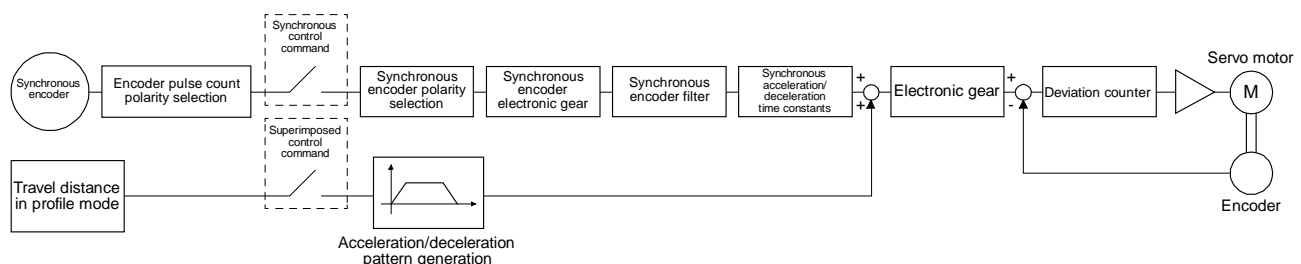 Synchronous
control
command
Synchronous
encoder
Encoder pulse count
polarity selection
Synchronous
encoder polarity
selection
Synchronous
encoder
electronic gear
Synchronous
encoder filter
Synchronous
acceleration/
deceleration
time constants
+
+
Electronic gear
+
-
Deviation counter
Servo motor
M
Encoder
Superimposed
control
command
Travel distance
in profile mode
Acceleration/deceleration
pattern generation